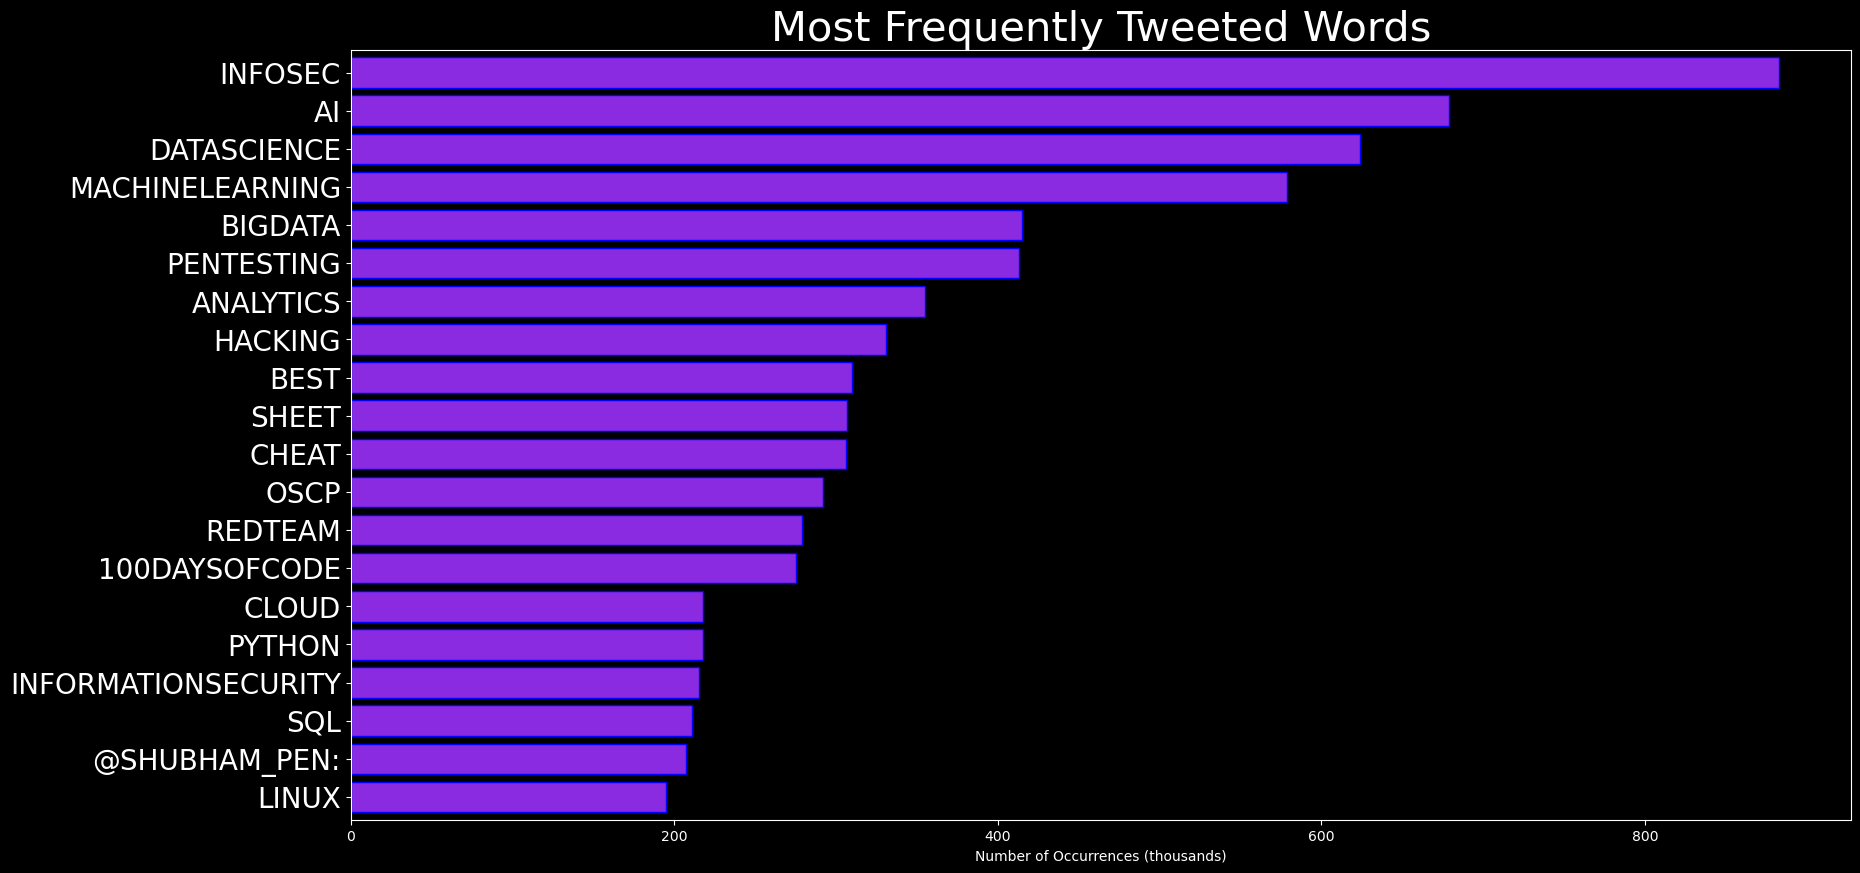 Most Frequently Tweeted Words
INFOSEC
AI
DATASCIENCE
MACHINELEARNING
BIGDATA
PENTESTING
ANALYTICS
HACKING
BEST
SHEET
CHEAT
OSCP
REDTEAM
100DAYSOFCODE
CLOUD
PYTHON
INFORMATIONSECURITY
SQL
@SHUBHAM_PEN:
LINUX
0 200 400 600 800
Number of Occurrences (thousands)